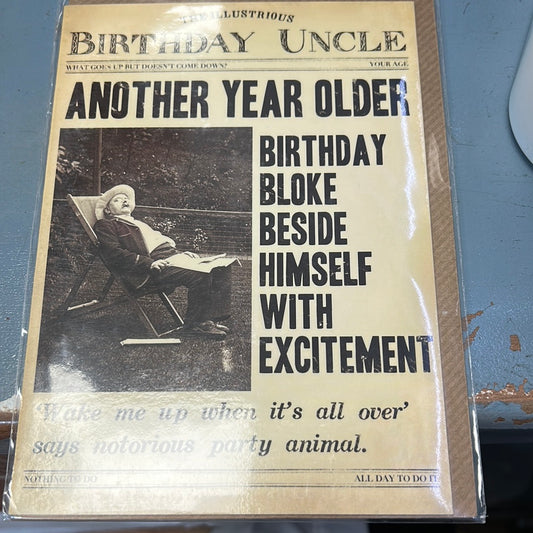 THE ILLUSTRIOUS
BIRTHDAY UNCLE
WHAT GOES UP BUT DOESN'T COME DOWN? YOUR AGE
ANOTHER YEAR OLDER
BIRTHDAY
BLOKE
BESIDE
HIMSELF
WITH
EXCITEMENT
'Wake me up when it's all over'
says notorious party animal.
NOTHING TO DO ALL DAY TO DO IT